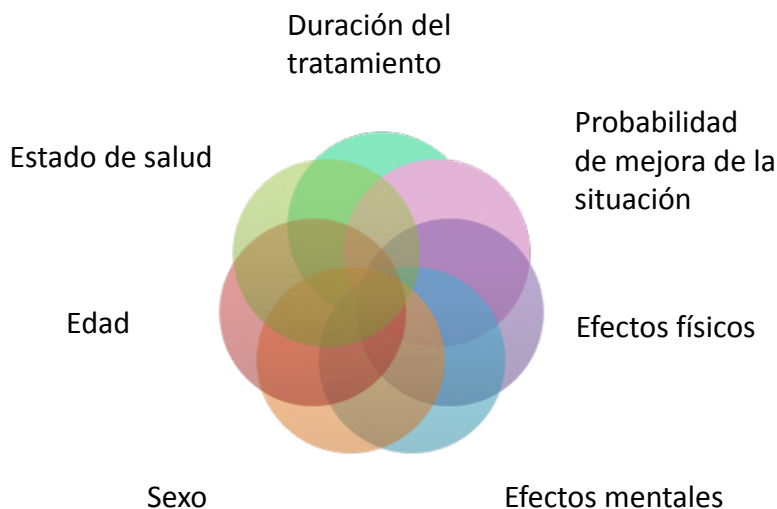 Duración del
tratamiento
Probabilidad
de mejora de la
situación
Estado de salud
Edad
Efectos físicos
Sexo
Efectos mentales